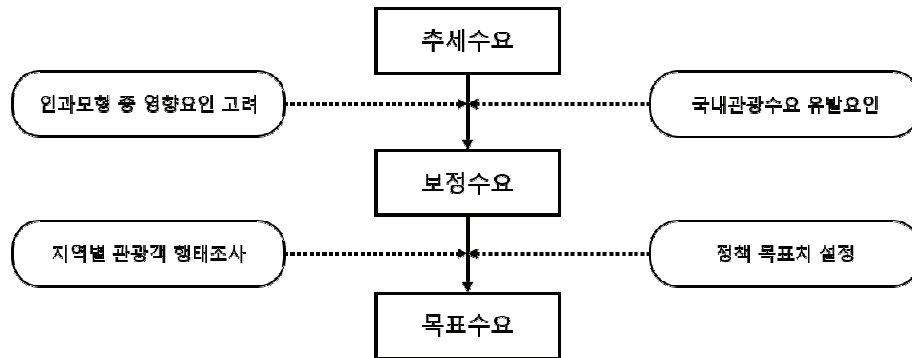 추세수요
인과모형 중 영향요인 고려
국내관광수요 유발요인
보정수요
지역별 관광객 행태조사
정책 목표치 설정
목표수요